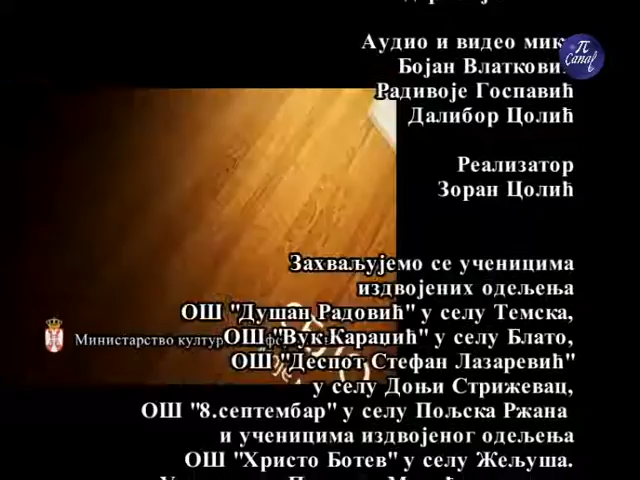 Аудио и видео мик
Бојан Влатковић
Радивоје Госпавић
Далибор Цолић
π Canal
Реализатор
Зоран Цолић
Захваљујемо се ученицима
издвојених одељења
ОШ "Душан Радовић" у селу Темска,
Министарство култур
ОШ "Вук Караџић" у селу Блато,
ОШ "Деспот Стефан Лазаревић"
у селу Доњи Стрижевац,
ОШ "8.септембар" у селу Пољска Ржана
и ученицима издвојеног одељења
ОШ "Христо Ботев" у селу Жељуша.